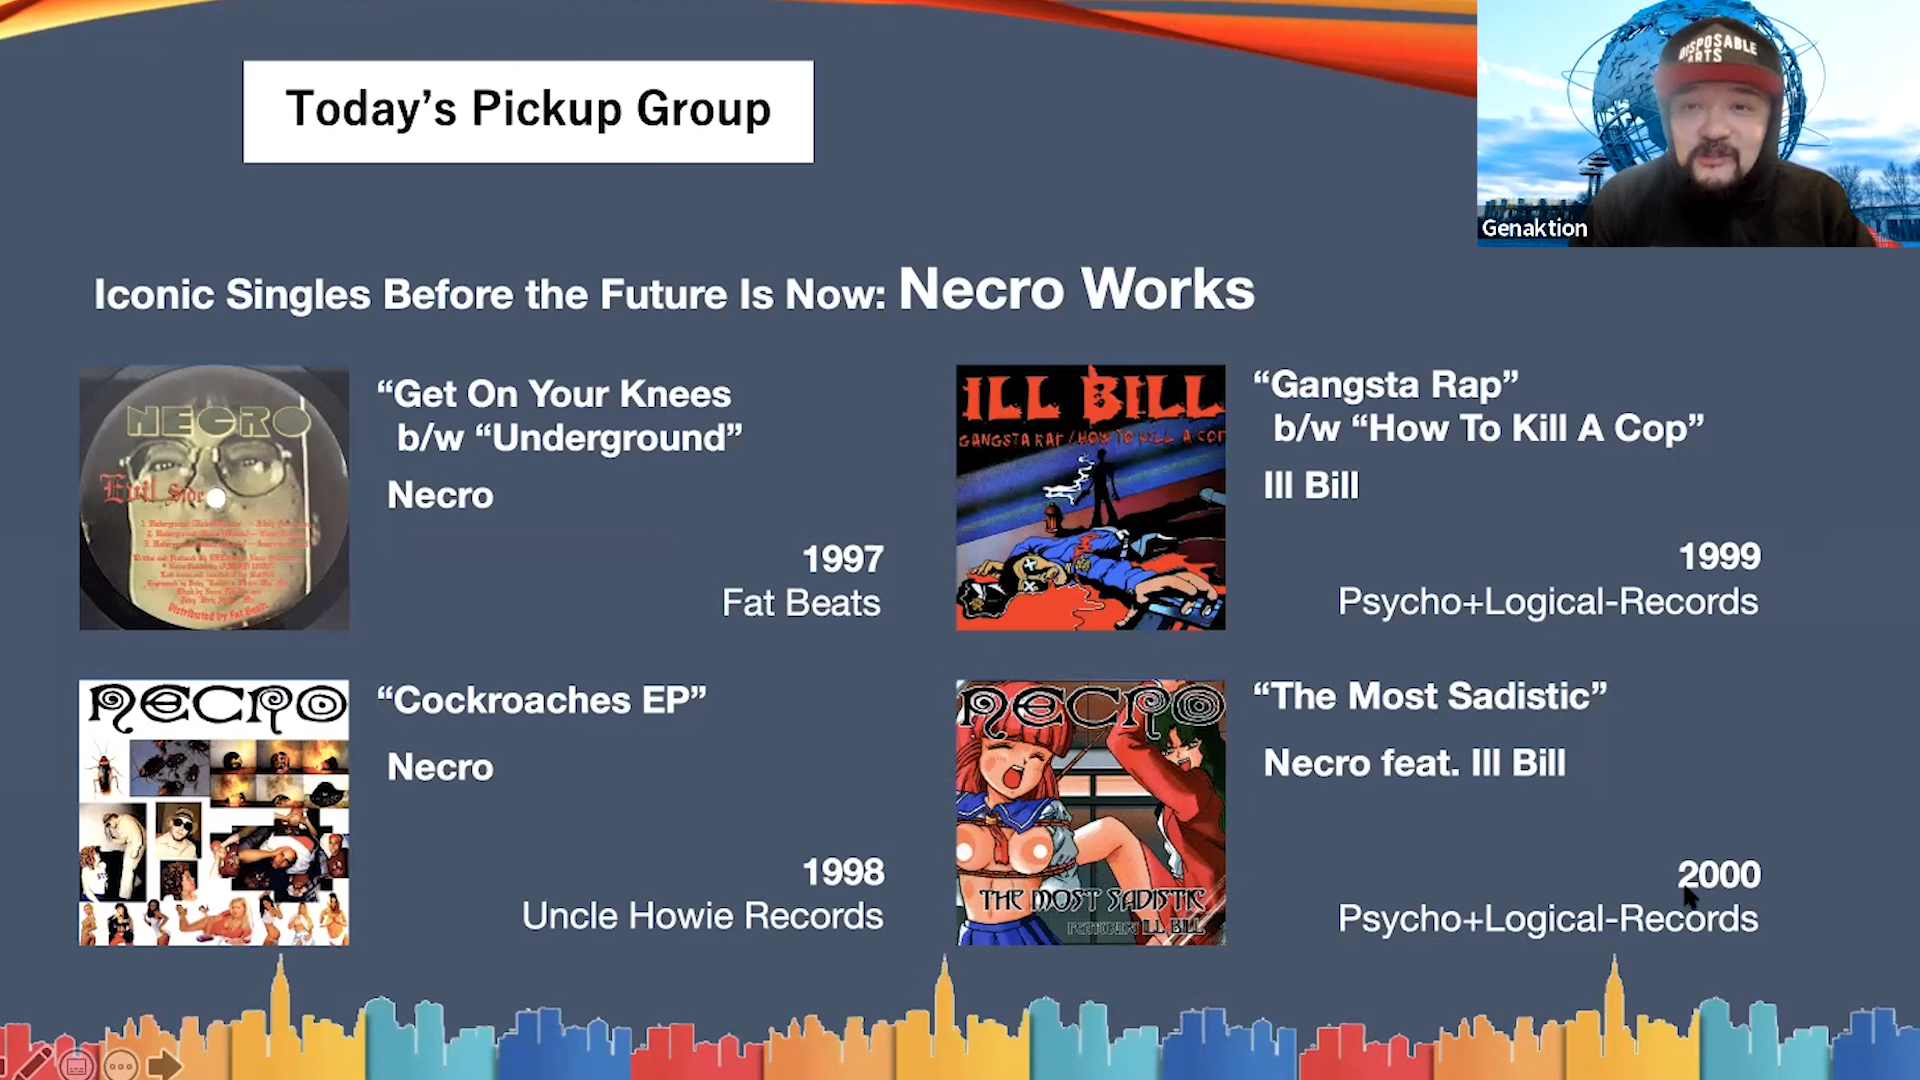 Today’s Pickup Group
DISPOSABLE
ARTS
Genaktion
Iconic Singles Before the Future Is Now: Necro Works
NECRO
Evil Side
Distributed by Fat Beats
“Get On Your Knees
b/w “Underground”
Necro
1997
Fat Beats
ILL BILL
GANGSTA RAP / HOW TO KILL A COP
“Gangsta Rap”
b/w “How To Kill A Cop”
Ill Bill
1999
Psycho+Logical-Records
NECRO
“Cockroaches EP”
Necro
1998
Uncle Howie Records
NECRO
THE MOST SADISTIC
FEATURING ILL BILL
“The Most Sadistic”
Necro feat. Ill Bill
2000
Psycho+Logical-Records